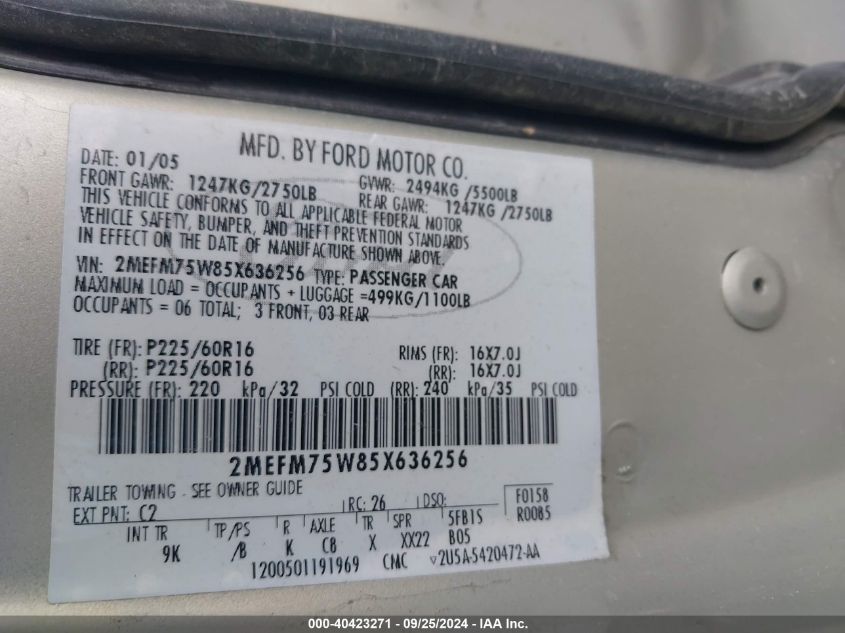 MFD. BY FORD MOTOR CO.
DATE: 01/05
GVWR: 2494KG /5500LB
FRONT GAWR: 1247KG/2750LB REAR GAWR: 1247KG /2750LB
THIS VEHICLE CONFORMS TO ALL APPLICABLE FEDERAL MOTOR
VEHICLE SAFETY, BUMPER, AND THEFT PREVENTION STANDARDS
IN EFFECT ON THE DATE OF MANUFACTURE SHOWN ABOVE.
VIN: 2MEFM75W85X636256 TYPE: PASSENGER CAR
MAXIMUM LOAD = OCCUPANTS + LUGGAGE =499KG/1100LB
OCCUPANTS = 06 TOTAL; 3 FRONT, 03 REAR
TIRE (FR): P225/60R16 RIMS (FR): 16X7.0J
(RR): P225/60R16 (RR): 16X7.0J
PRESSURE (FR): 220 kPa/32 PSI COLD (RR): 240 kPa/35 PSI COLD
2MEFM75W85X636256
TRAILER TOWING - SEE OWNER GUIDE
EXT PNT: C2 RC: 26 DSO: F0158
R0085
INT TR TP/PS R AXLE TR SPR 5FB15
9K /B K C8 X XX22 B05
1200501191969 CMC V2U5A-5420472-AA
000-40423271 - 09/25/2024 - IAA Inc.